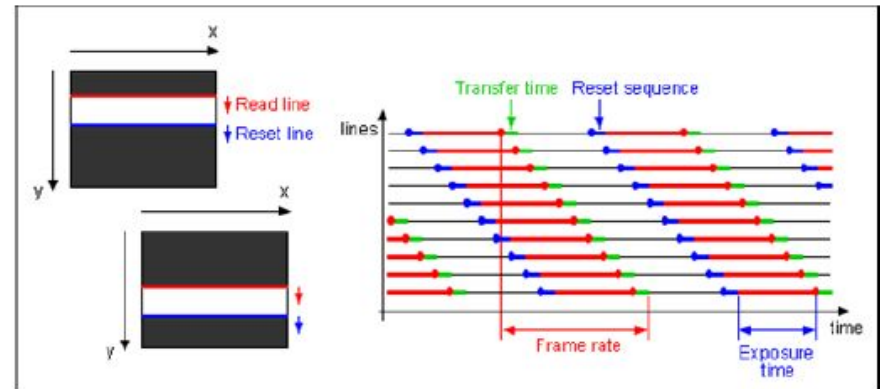 x
Read line
Reset line
y
x
y
Transfer time
Reset sequence
lines
time
Frame rate
Exposure
time